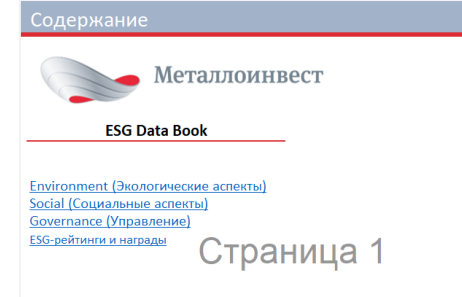 Содержание
Металлоинвест
ESG Data Book
Environment (Экологические аспекты)
Social (Социальные аспекты)
Governance (Управление)
ESG-рейтинги и награды
Страница 1